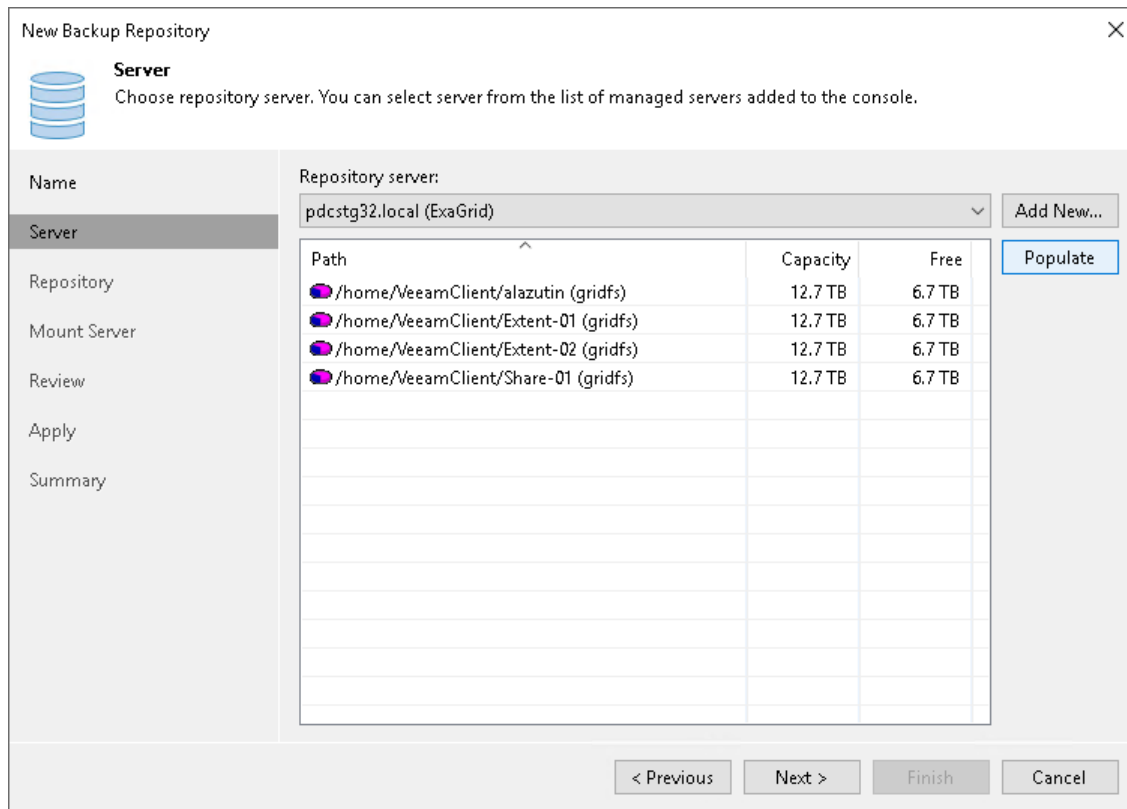 New Backup Repository
Server
Choose repository server. You can select server from the list of managed servers added to the console.
Name
Server
Repository
Mount Server
Review
Apply
Summary
Repository server:
pdcstg32.local (ExaGrid)
Add New...
Populate
Path Capacity Free
/home/VeeamClient/alazutin (gridfs) 12.7 TB 6.7 TB
/home/VeeamClient/Extent-01 (gridfs) 12.7 TB 6.7 TB
/home/VeeamClient/Extent-02 (gridfs) 12.7 TB 6.7 TB
/home/VeeamClient/Share-01 (gridfs) 12.7 TB 6.7 TB
< Previous Next > Finish Cancel